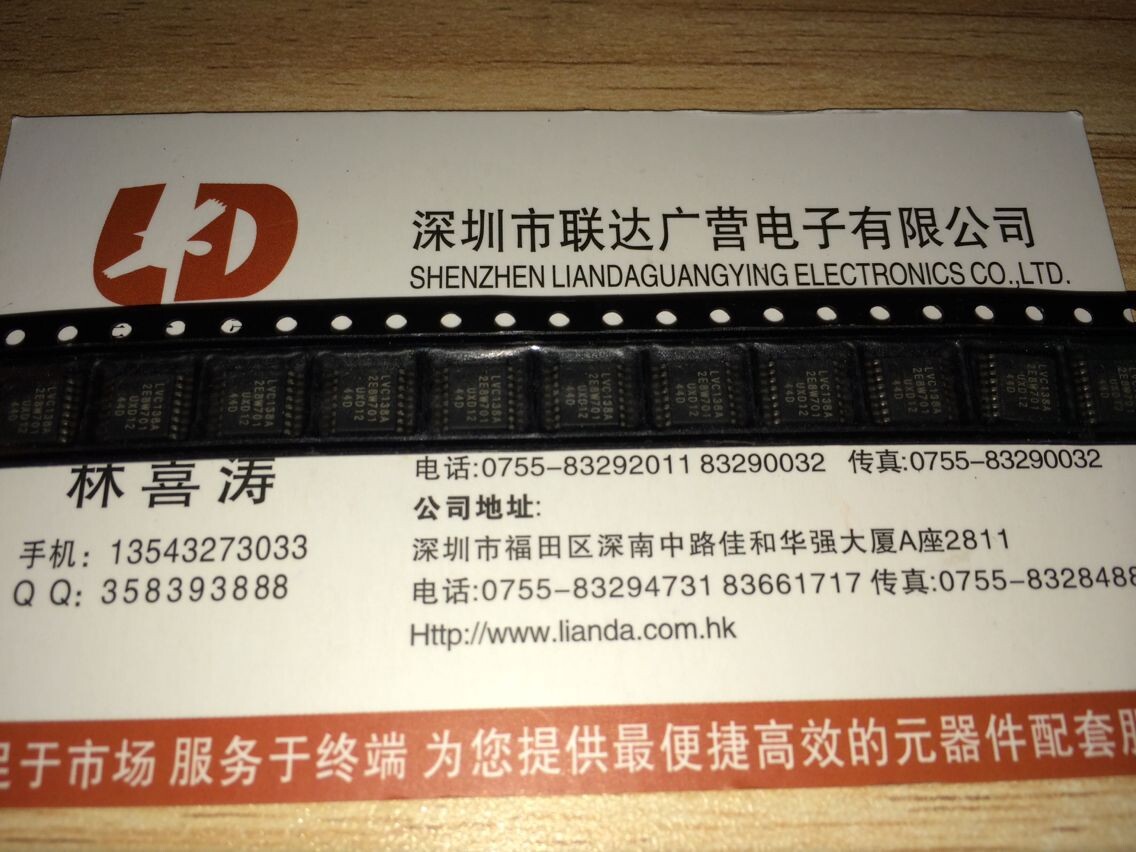 LD
深圳市联达广营电子有限公司
SHENZHEN LIANDAGUANGYING ELECTRONICS CO.,LTD.
LVC138A
2E8W701
UXD12
44D
林喜涛
手机：13543273033
Q Q：358393888
电话:0755-83292011 83290032 传真:0755-83290032
公司地址:
深圳市福田区深南中路佳和华强大厦A座2811
电话:0755-83294731 83661717 传真:0755-8328488
Http://www.lianda.com.hk
于市场 服务于终端 为您提供最便捷高效的元器件配套